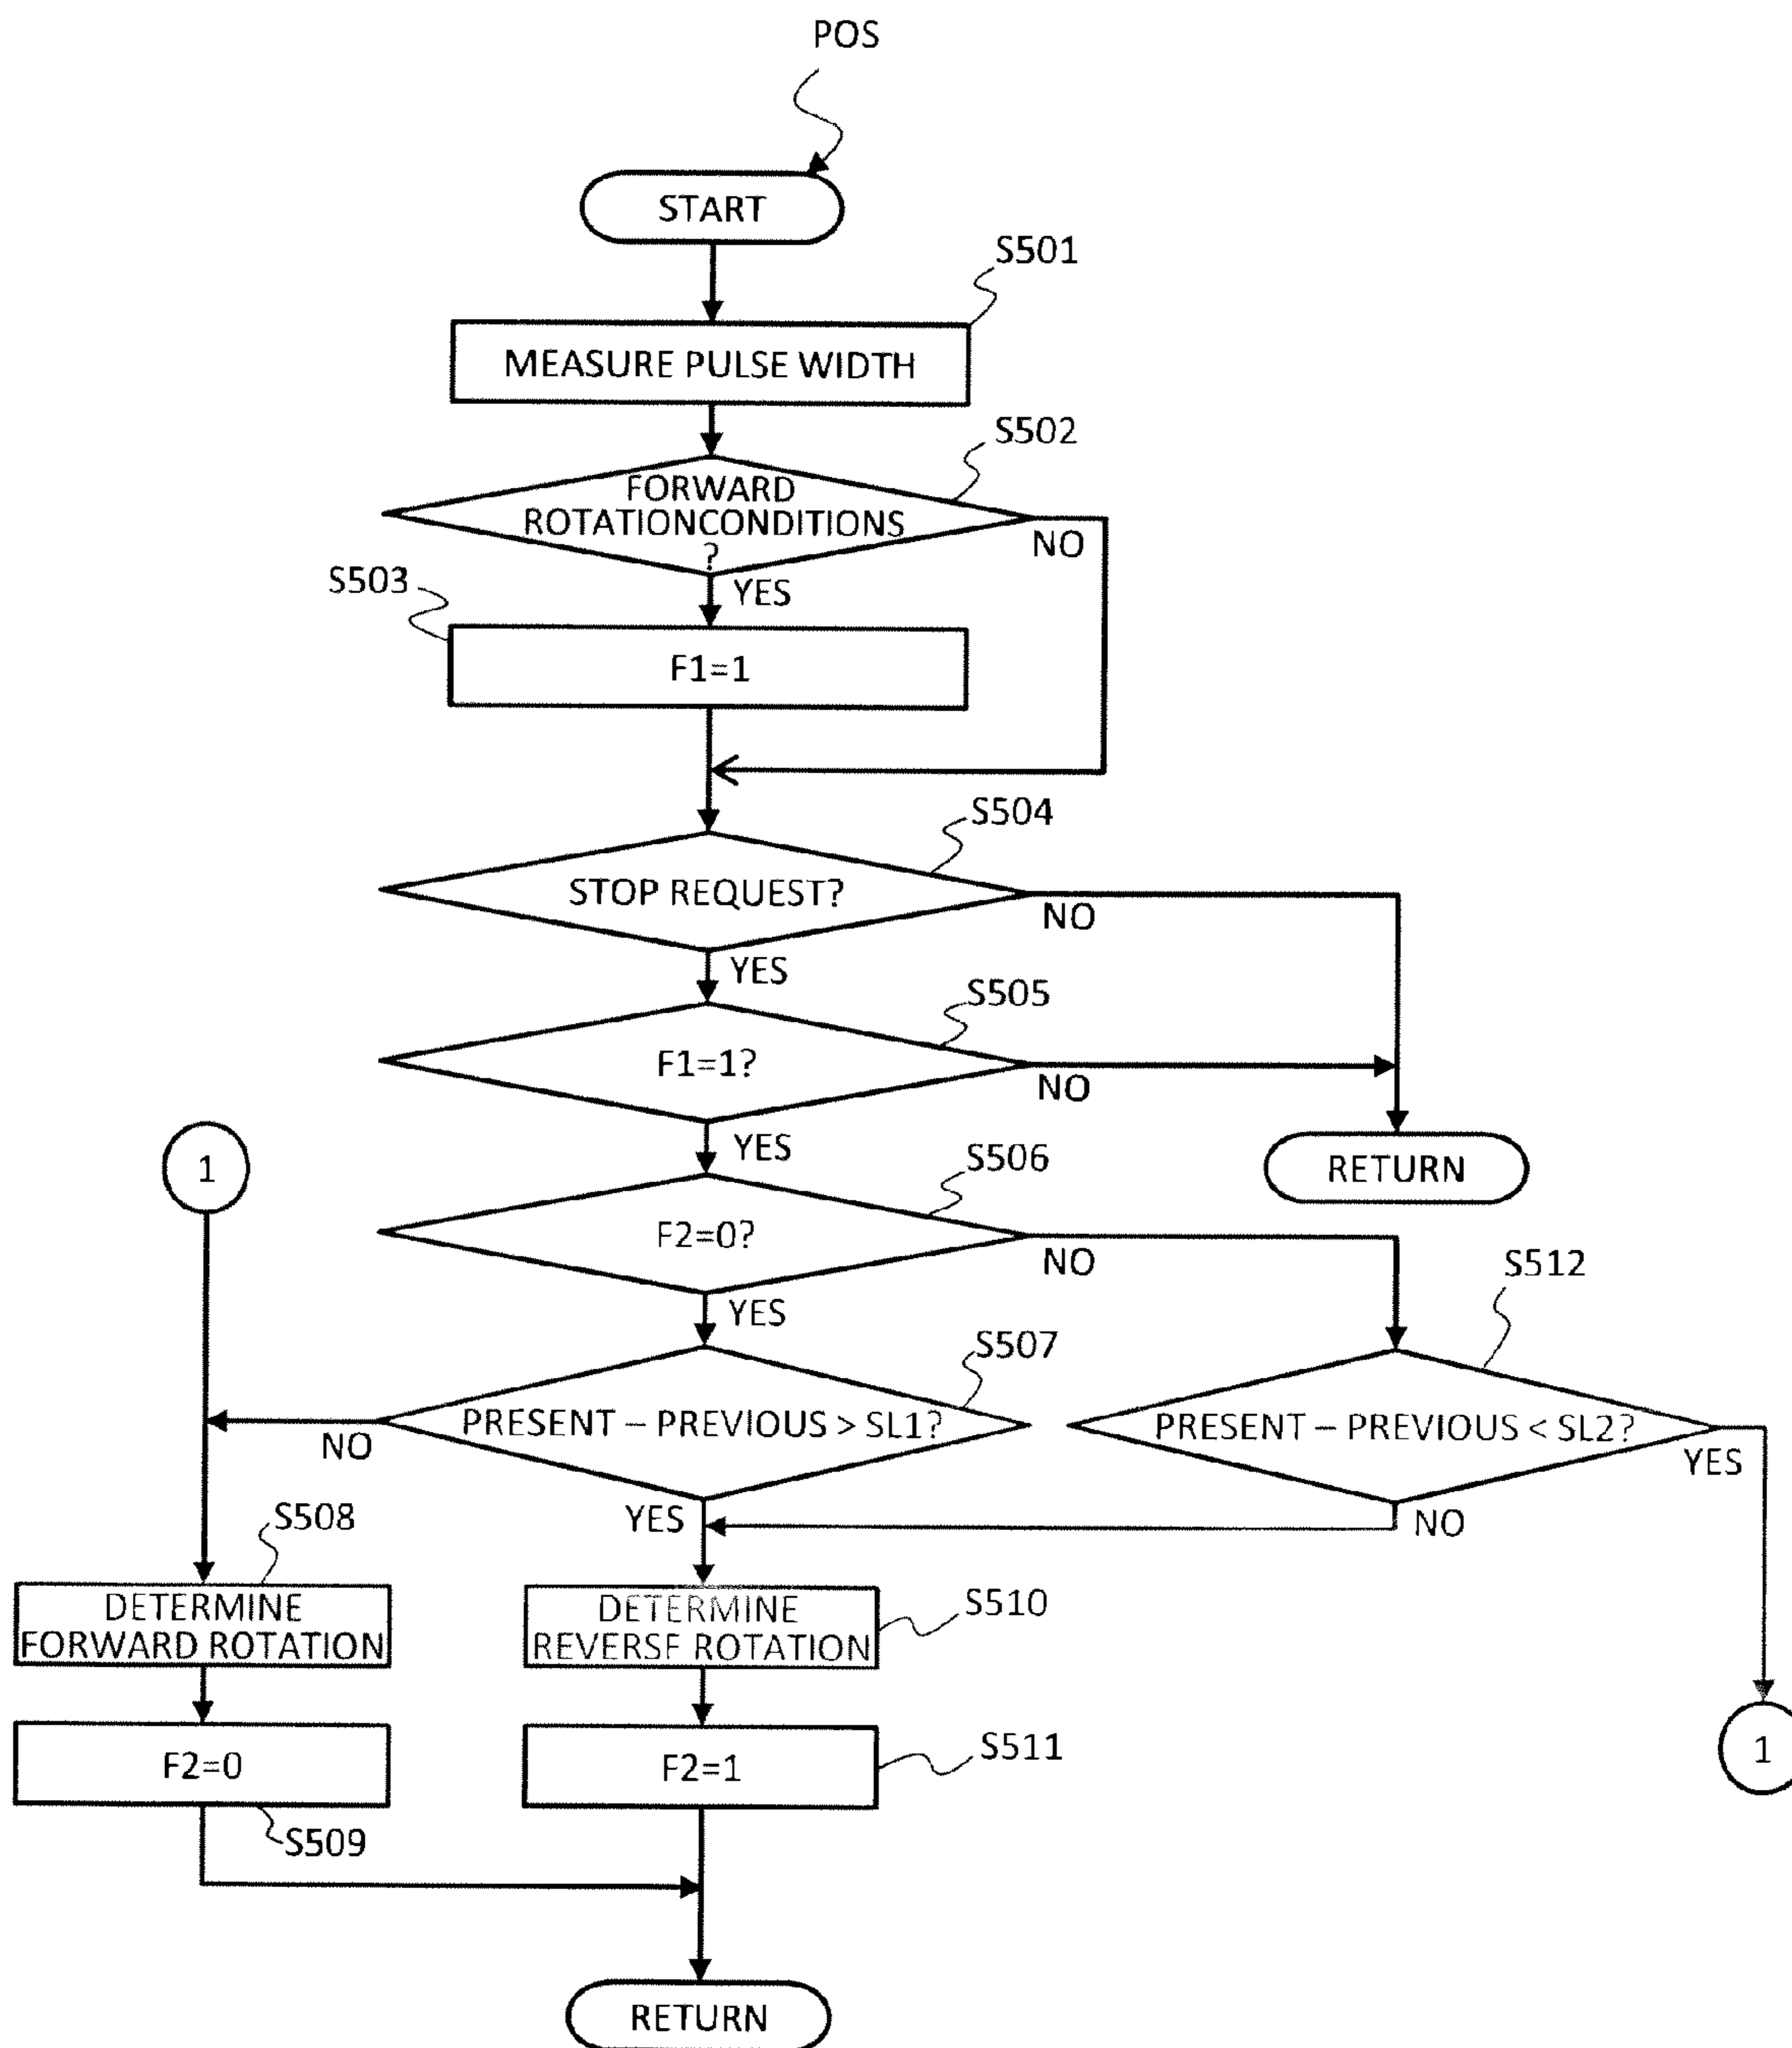 POS
START
S501
MEASURE PULSE WIDTH
S502
FORWARD
ROTATIONCONDITIONS
?
NO
YES
S503
F1=1
S504
STOP REQUEST?
NO
YES
S505
F1=1?
NO
YES
1
RETURN
S506
F2=0?
NO
YES
S512
S507
PRESENT – PREVIOUS > SL1?
NO
YES
PRESENT – PREVIOUS < SL2?
YES
NO
S508
DETERMINE
FORWARD ROTATION
DETERMINE
REVERSE ROTATION
S510
F2=0
S509
F2=1
S511
1
RETURN